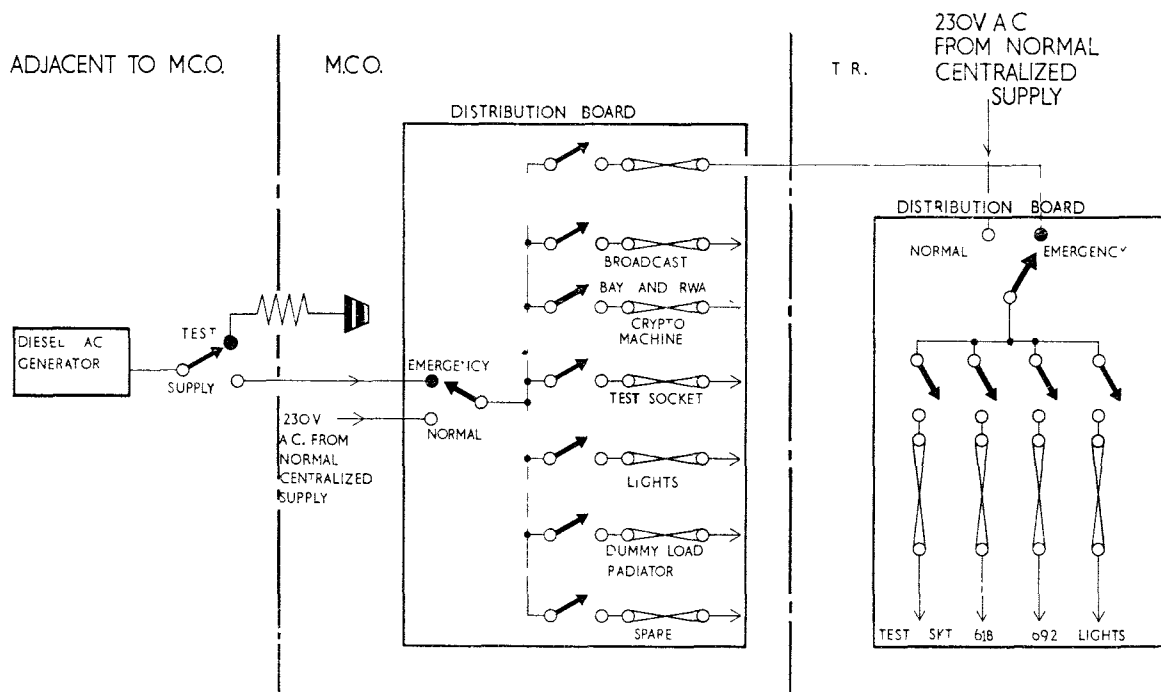 ADJACENT TO M.C.O.
M.C.O.
T R.
230V A C
FROM NORMAL
CENTRALIZED
SUPPLY
DISTRIBUTION BOARD
DISTRIBUTION BOARD
NORMAL
EMERGENCY
BROADCAST
BAY AND RWA
CRYPTO
MACHINE
TEST
DIESEL AC
GENERATOR
SUPPLY
EMERGENCY
TEST SOCKET
230V
A C. FROM
NORMAL
CENTRALIZED
SUPPLY
NORMAL
LIGHTS
DUMMY LOAD
RADIATOR
SPARE
TEST SKT
618
692
LIGHTS